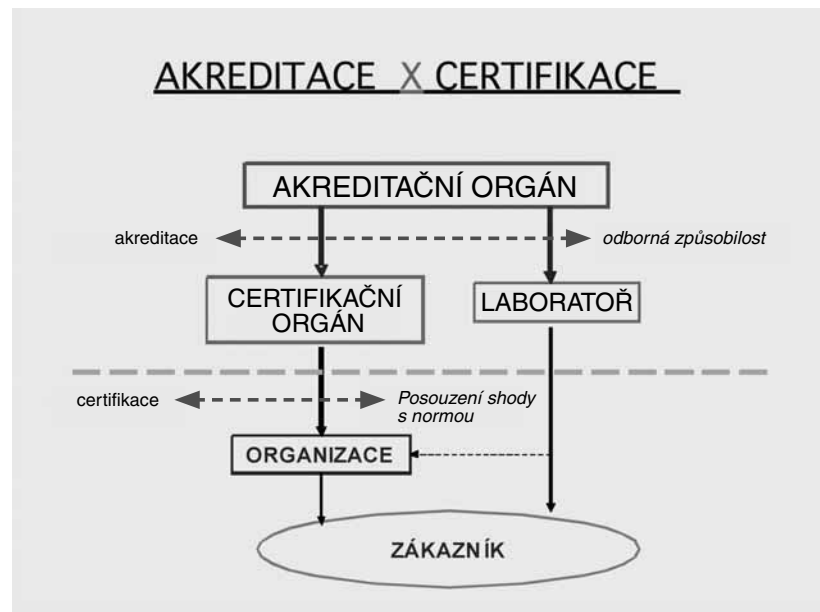 AKREDITACE X CERTIFIKACE
AKREDITAČNÍ ORGÁN
akreditace
odborná způsobilost
CERTIFIKAČNÍ
ORGÁN
LABORATOŘ
certifikace
Posouzení shody
s normou
ORGANIZACE
ZÁKAZNÍK